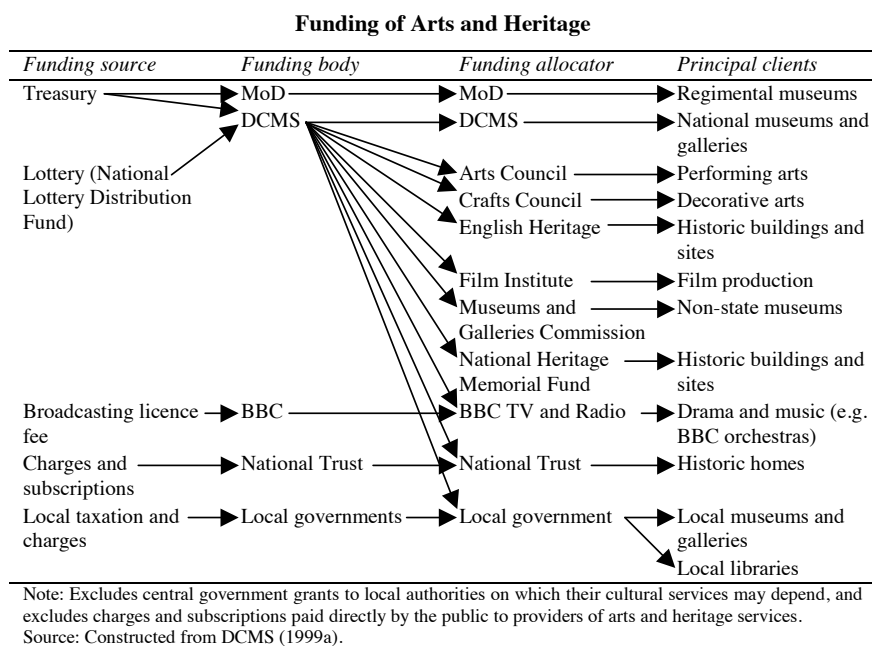 Funding of Arts and Heritage
Funding source Funding body Funding allocator Principal clients
Treasury MoD MoD Regimental museums
DCMS DCMS National museums and
galleries
Lottery (National Arts Council Performing arts
Lottery Distribution Crafts Council Decorative arts
Fund) English Heritage Historic buildings and
sites
Film Institute Film production
Museums and Non-state museums
Galleries Commission
National Heritage Historic buildings and
Memorial Fund sites
Broadcasting licence BBC BBC TV and Radio Drama and music (e.g.
fee BBC orchestras)
Charges and National Trust National Trust Historic homes
subscriptions
Local taxation and Local governments Local government Local museums and
charges galleries
Local libraries
Note: Excludes central government grants to local authorities on which their cultural services may depend, and
excludes charges and subscriptions paid directly by the public to providers of arts and heritage services.
Source: Constructed from DCMS (1999a).